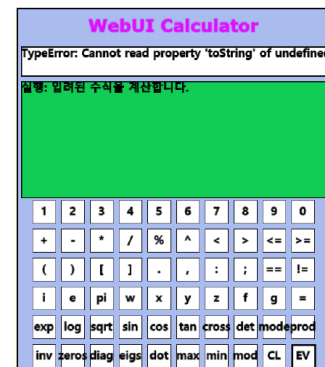 WebUI Calculator
TypeError: Cannot read property 'toString' of undefined
실행: 입력된 수식을 계산합니다.
1 2 3 4 5 6 7 8 9 0
+ - * / % ^ < > <= >=
( ) [ ] . , : ; == !=
i e pi w x y z f g =
exp log sqrt sin cos tan cross det mode prod
inv zeros diag eigs dot max min mod CL EV